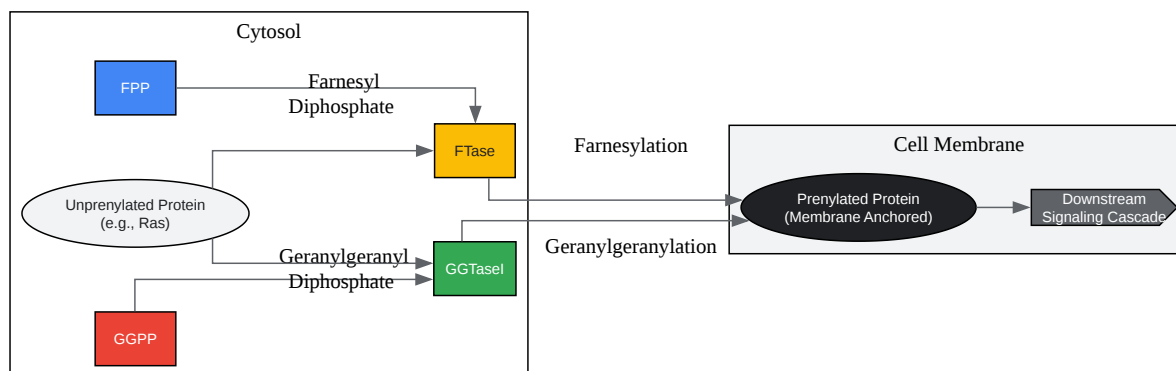 Cytosol
FPP
Farnesyl
Diphosphate
FTase
Unprenylated Protein
(e.g., Ras)
Geranylgeranyl
Diphosphate
GGTaseI
GGPP
Farnesylation
Geranylgeranylation
Cell Membrane
Prenylated Protein
(Membrane Anchored)
Downstream
Signaling Cascade